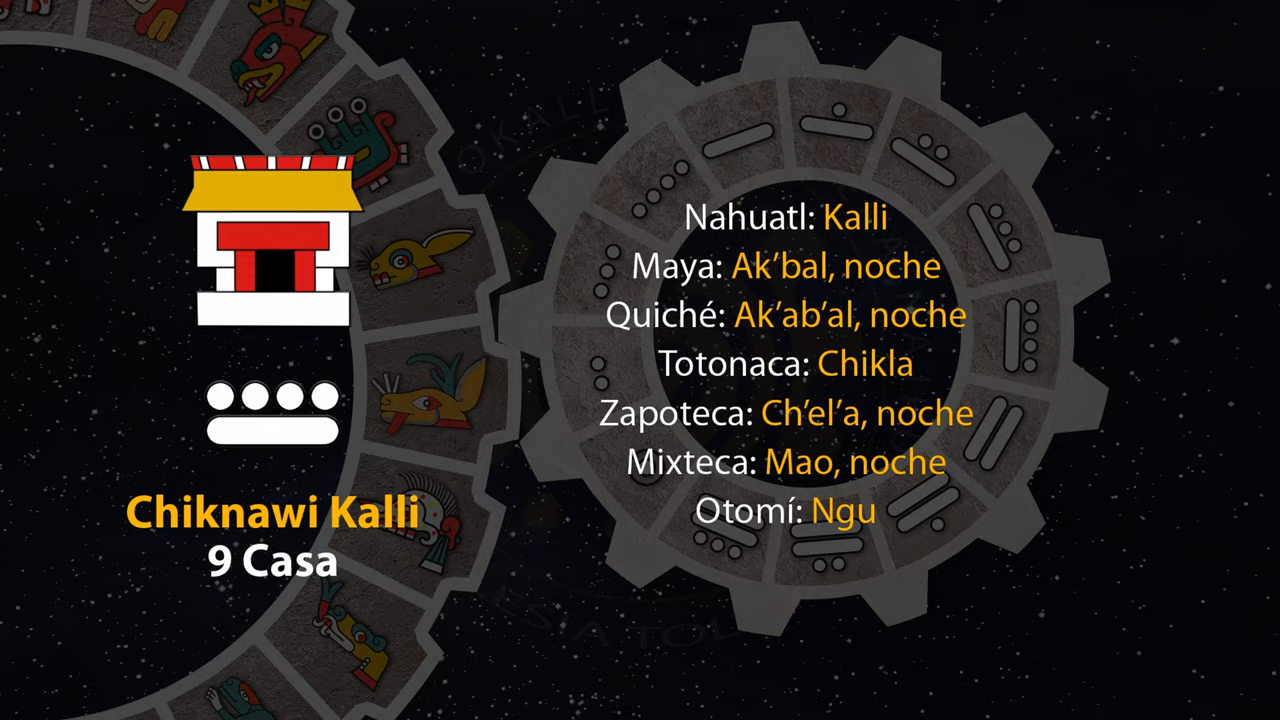 Chiknawi Kalli
9 Casa
Nahuatl: Kalli
Maya: Ak’bal, noche
Quiché: Ak’ab’al, noche
Totonaca: Chikla
Zapoteca: Ch’el’a, noche
Mixteca: Mao, noche
Otomí: Ngu